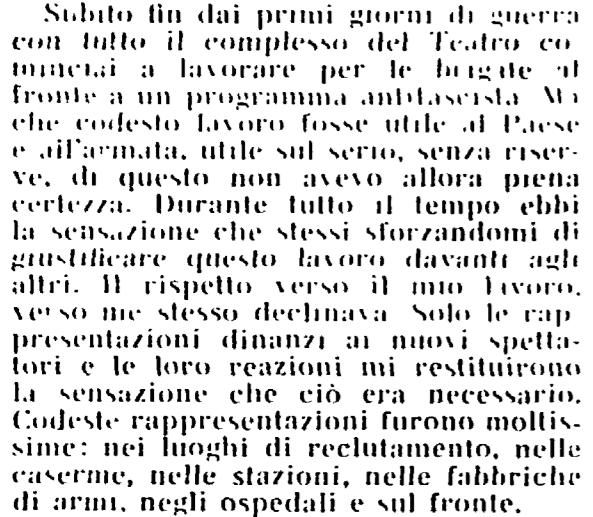 Subito fin dai primi giorni di guerra
con tutto il complesso del Teatro co-
minciai a lavorare per le brigate al
fronte a un programma antifascista. Ma
che codesto lavoro fosse utile al Paese
e all'armata, utile sul serio, senza riser-
ve, di questo non avevo allora piena
certezza. Durante tutto il tempo ebbi
la sensazione che stessi sforzandomi di
giustificare questo lavoro davanti agli
altri. Il rispetto verso il mio lavoro,
verso me stesso declinava. Solo le rap-
presentazioni dinanzi ai nuovi spetta-
tori e le loro reazioni mi restituirono
la sensazione che ciò era necessario.
Codeste rappresentazioni furono moltis-
sime: nei luoghi di reclutamento, nelle
caserme, nelle stazioni, nelle fabbriche
di armi, negli ospedali e sul fronte.